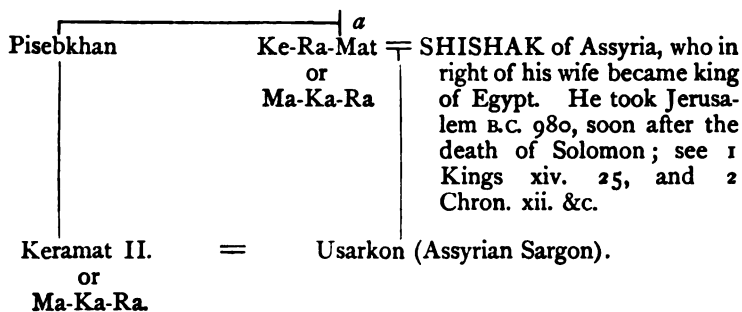 a
Pisebkhan Ke-Ra-Mat = SHISHAK of Assyria, who in
or right of his wife became king
Ma-Ka-Ra of Egypt. He took Jerusa-
lem B.C. 980, soon after the
death of Solomon; see 1
Kings xiv. 25, and 2
Chron. xii. &c.
Keramat II. = Usarkon (Assyrian Sargon).
or
Ma-Ka-Ra.